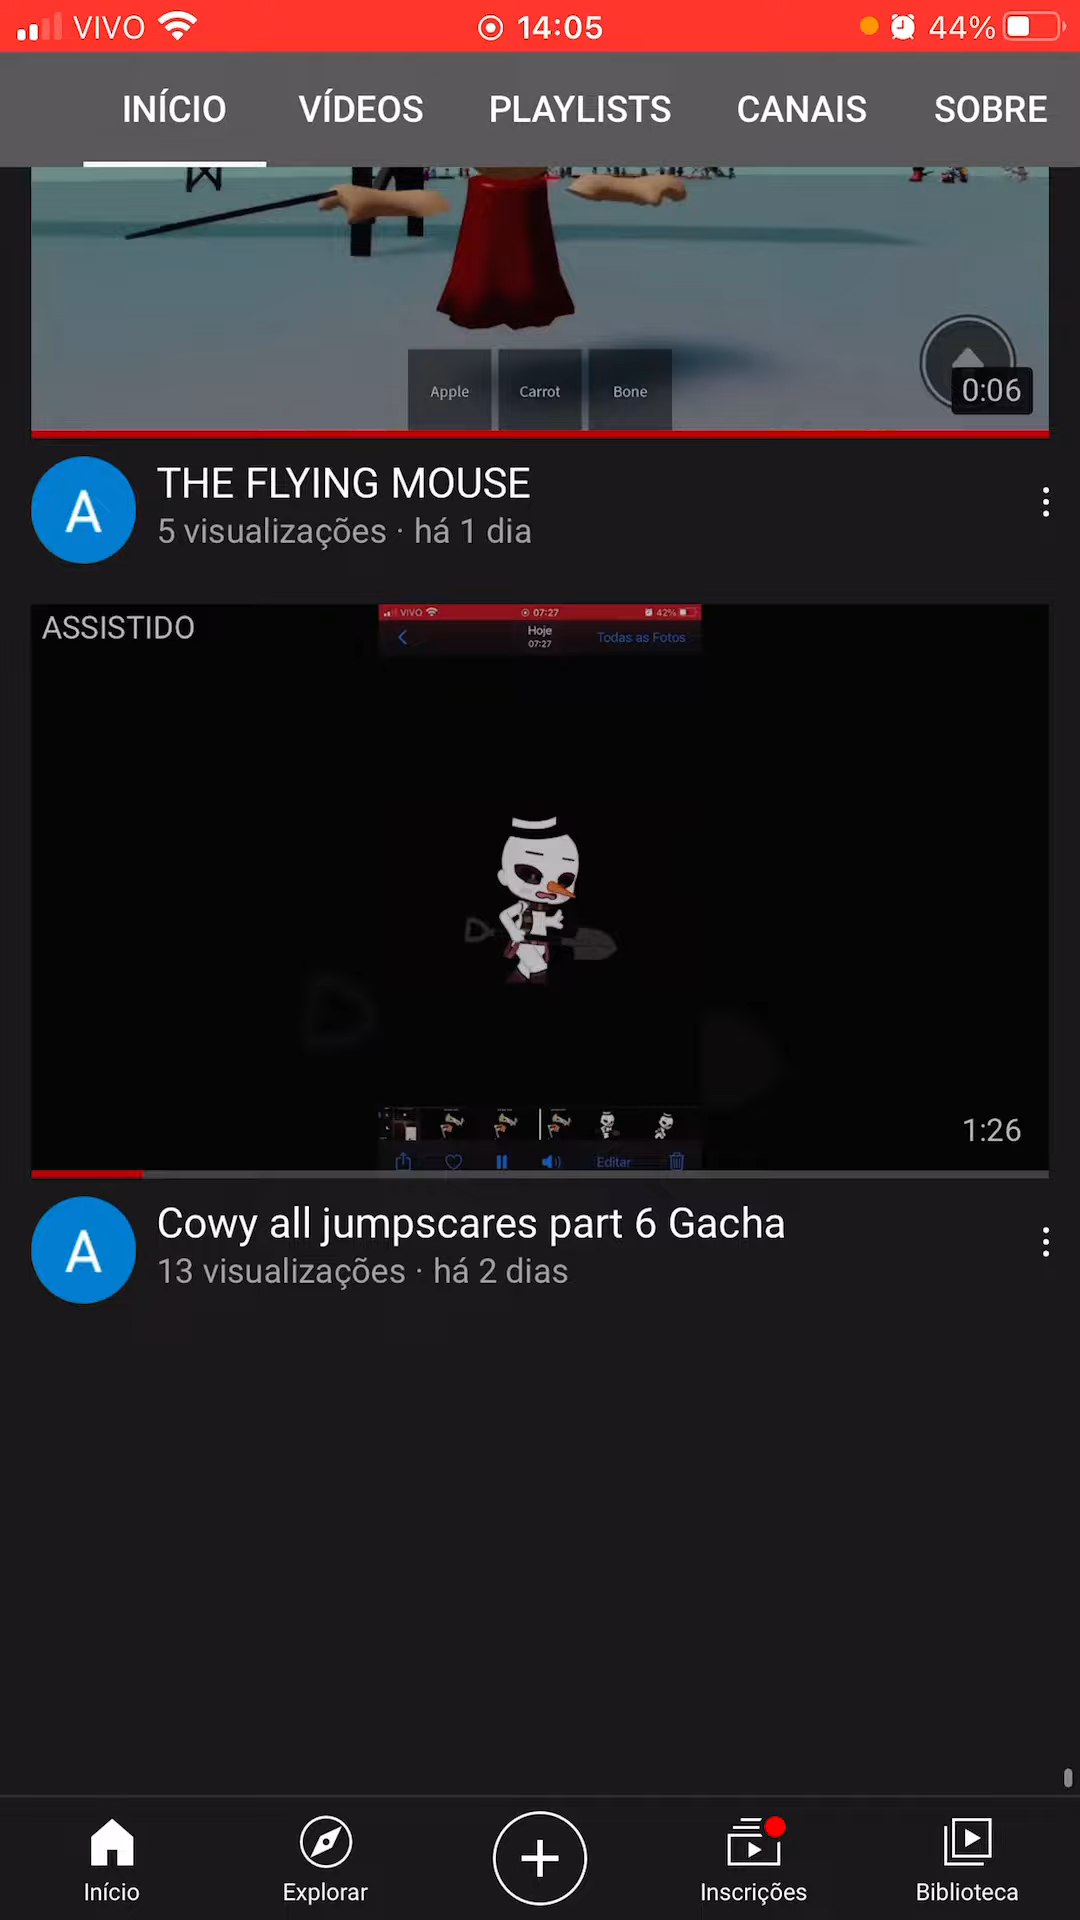 VIVO 14:05 44%
INÍCIO VÍDEOS PLAYLISTS CANAIS SOBRE
Apple Carrot Bone
0:06
A THE FLYING MOUSE
5 visualizações · há 1 dia
ASSISTIDO
VIVO 07:27 42%
Hoje Todas as Fotos
07:27
1:26
Editar
A Cowy all jumpscares part 6 Gacha
13 visualizações · há 2 dias
Início Explorar Inscrições Biblioteca